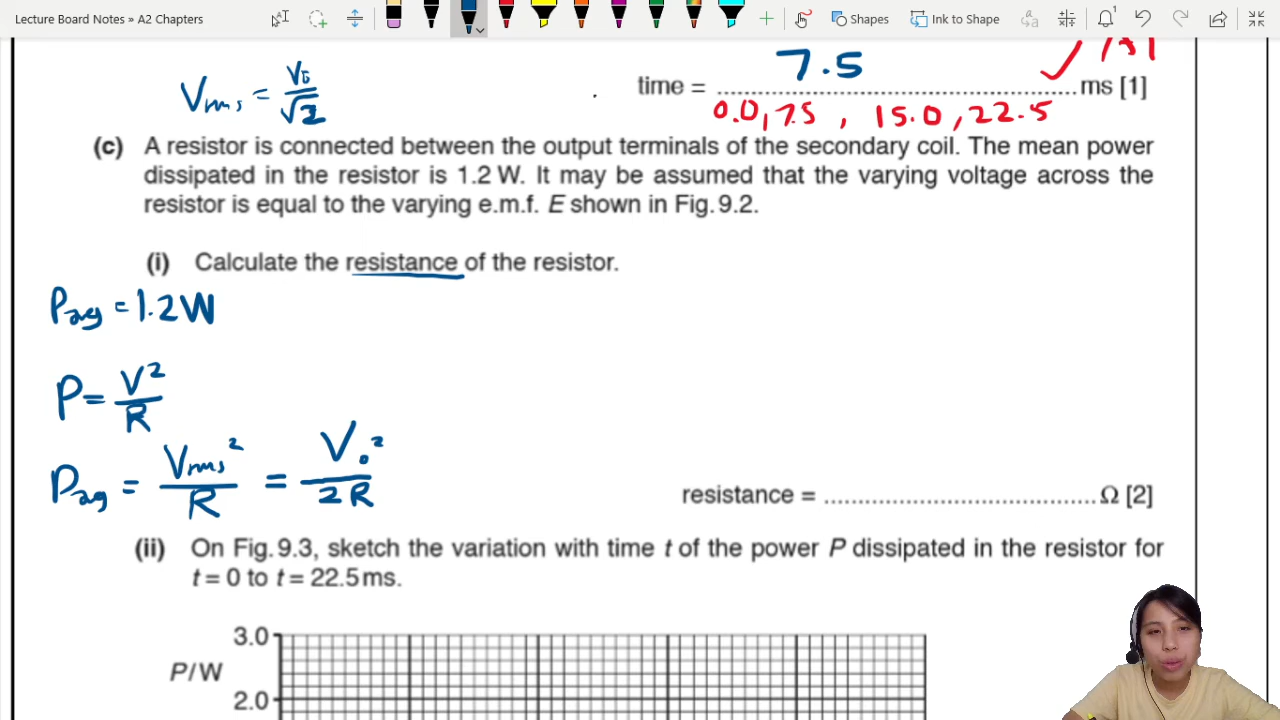 Lecture Board Notes » A2 Chapters
Shapes
Ink to Shape
Vrms = V₀/√2
7.5
time = ........ ms [1]
✓ A1
0.0, 7.5 , 15.0 , 22.5
(c) A resistor is connected between the output terminals of the secondary coil. The mean power
dissipated in the resistor is 1.2 W. It may be assumed that the varying voltage across the
resistor is equal to the varying e.m.f. E shown in Fig. 9.2.
(i) Calculate the resistance of the resistor.
Pavg = 1.2W
P = V²/R
Pavg = Vrms²/R = V₀²/2R
resistance = ........ Ω [2]
(ii) On Fig. 9.3, sketch the variation with time t of the power P dissipated in the resistor for
t = 0 to t = 22.5 ms.
3.0
P/W
2.0